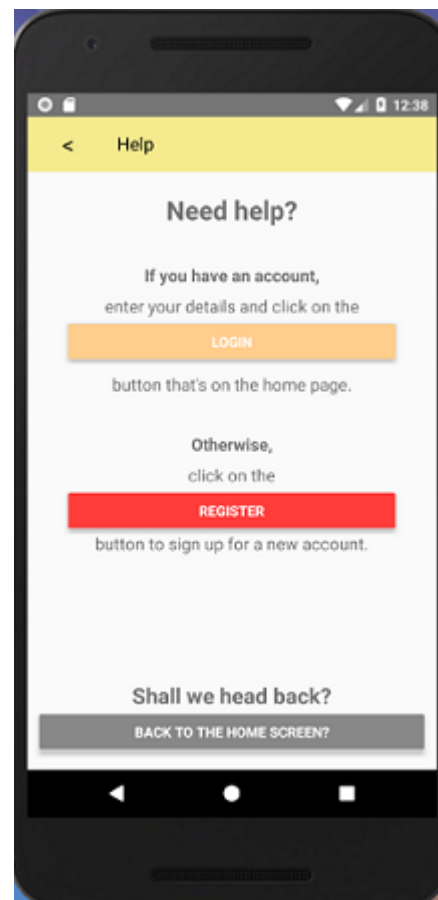 12:38
< Help
Need help?
If you have an account,
enter your details and click on the
LOGIN
button that's on the home page.
Otherwise,
click on the
REGISTER
button to sign up for a new account.
Shall we head back?
BACK TO THE HOME SCREEN?